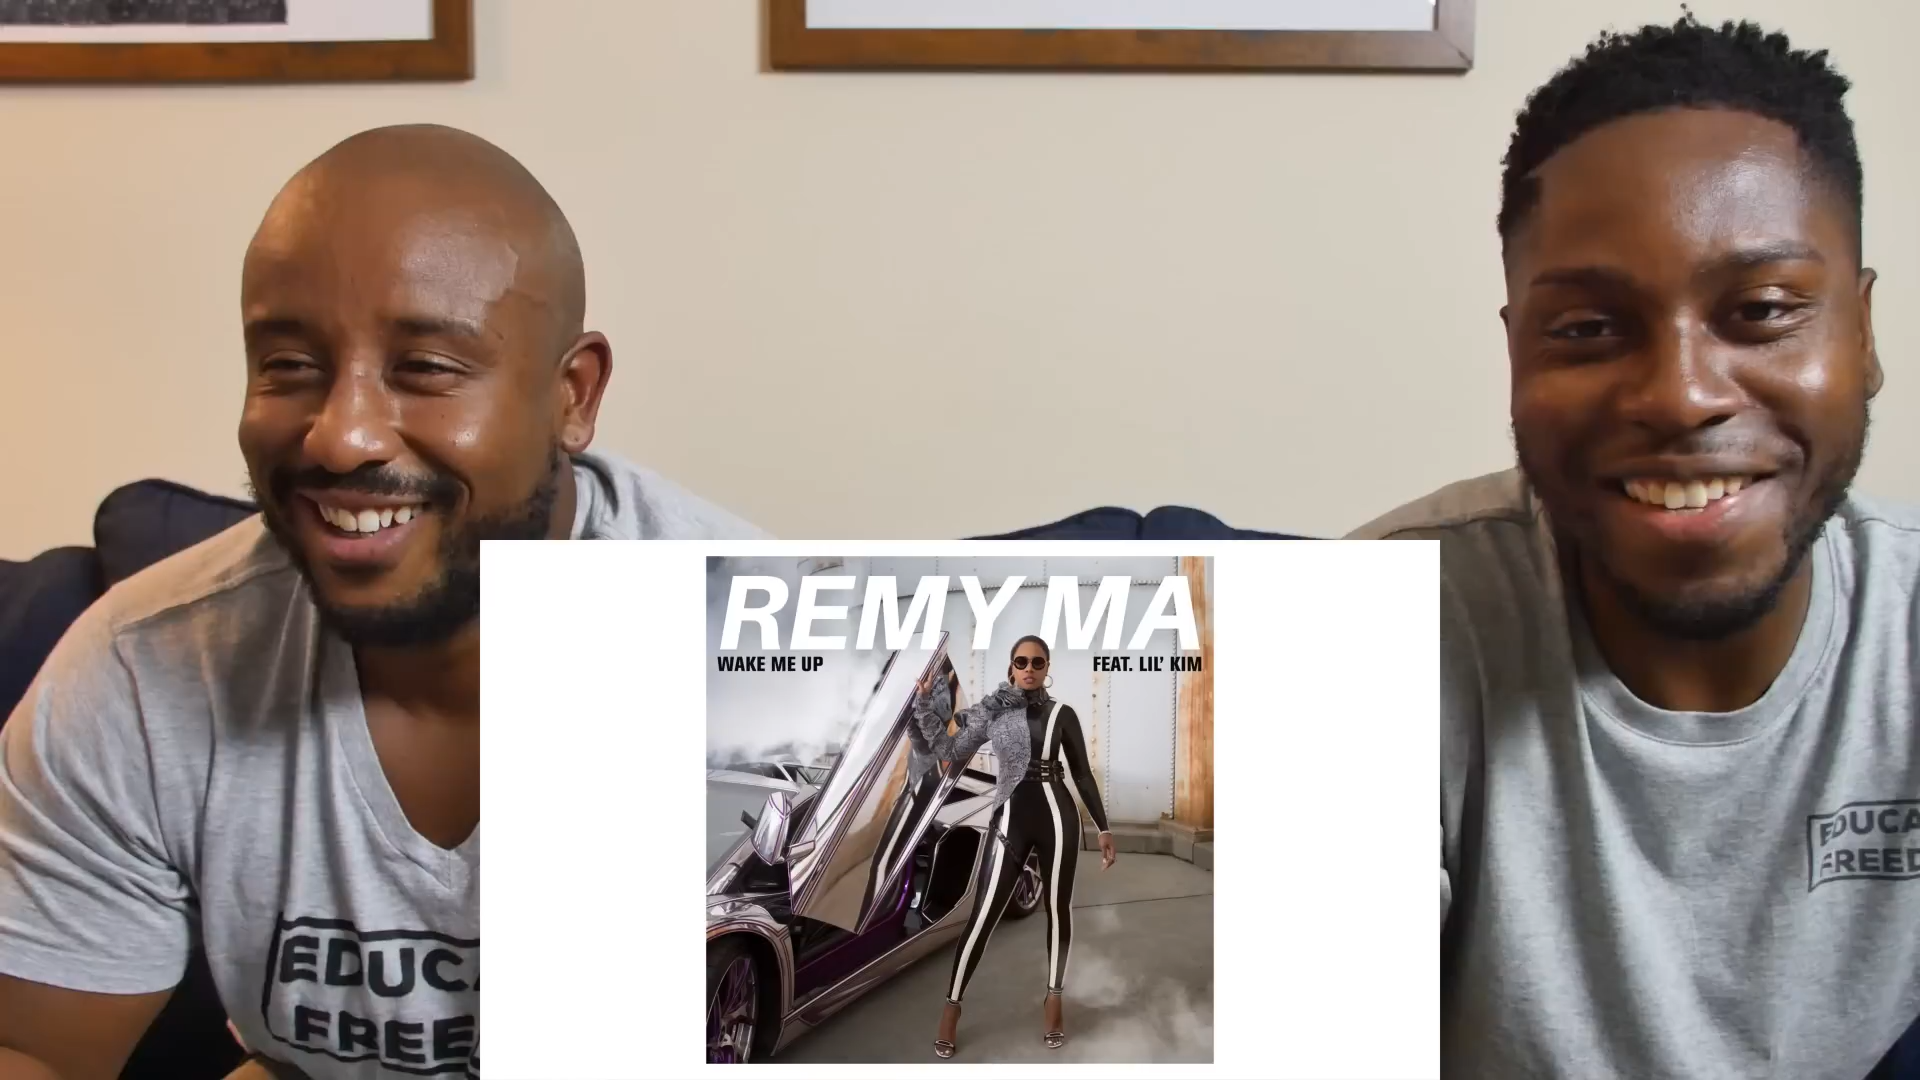 REMY MA
WAKE ME UP
FEAT. LIL' KIM
EDUCA
FREED
EDUCA
FREE